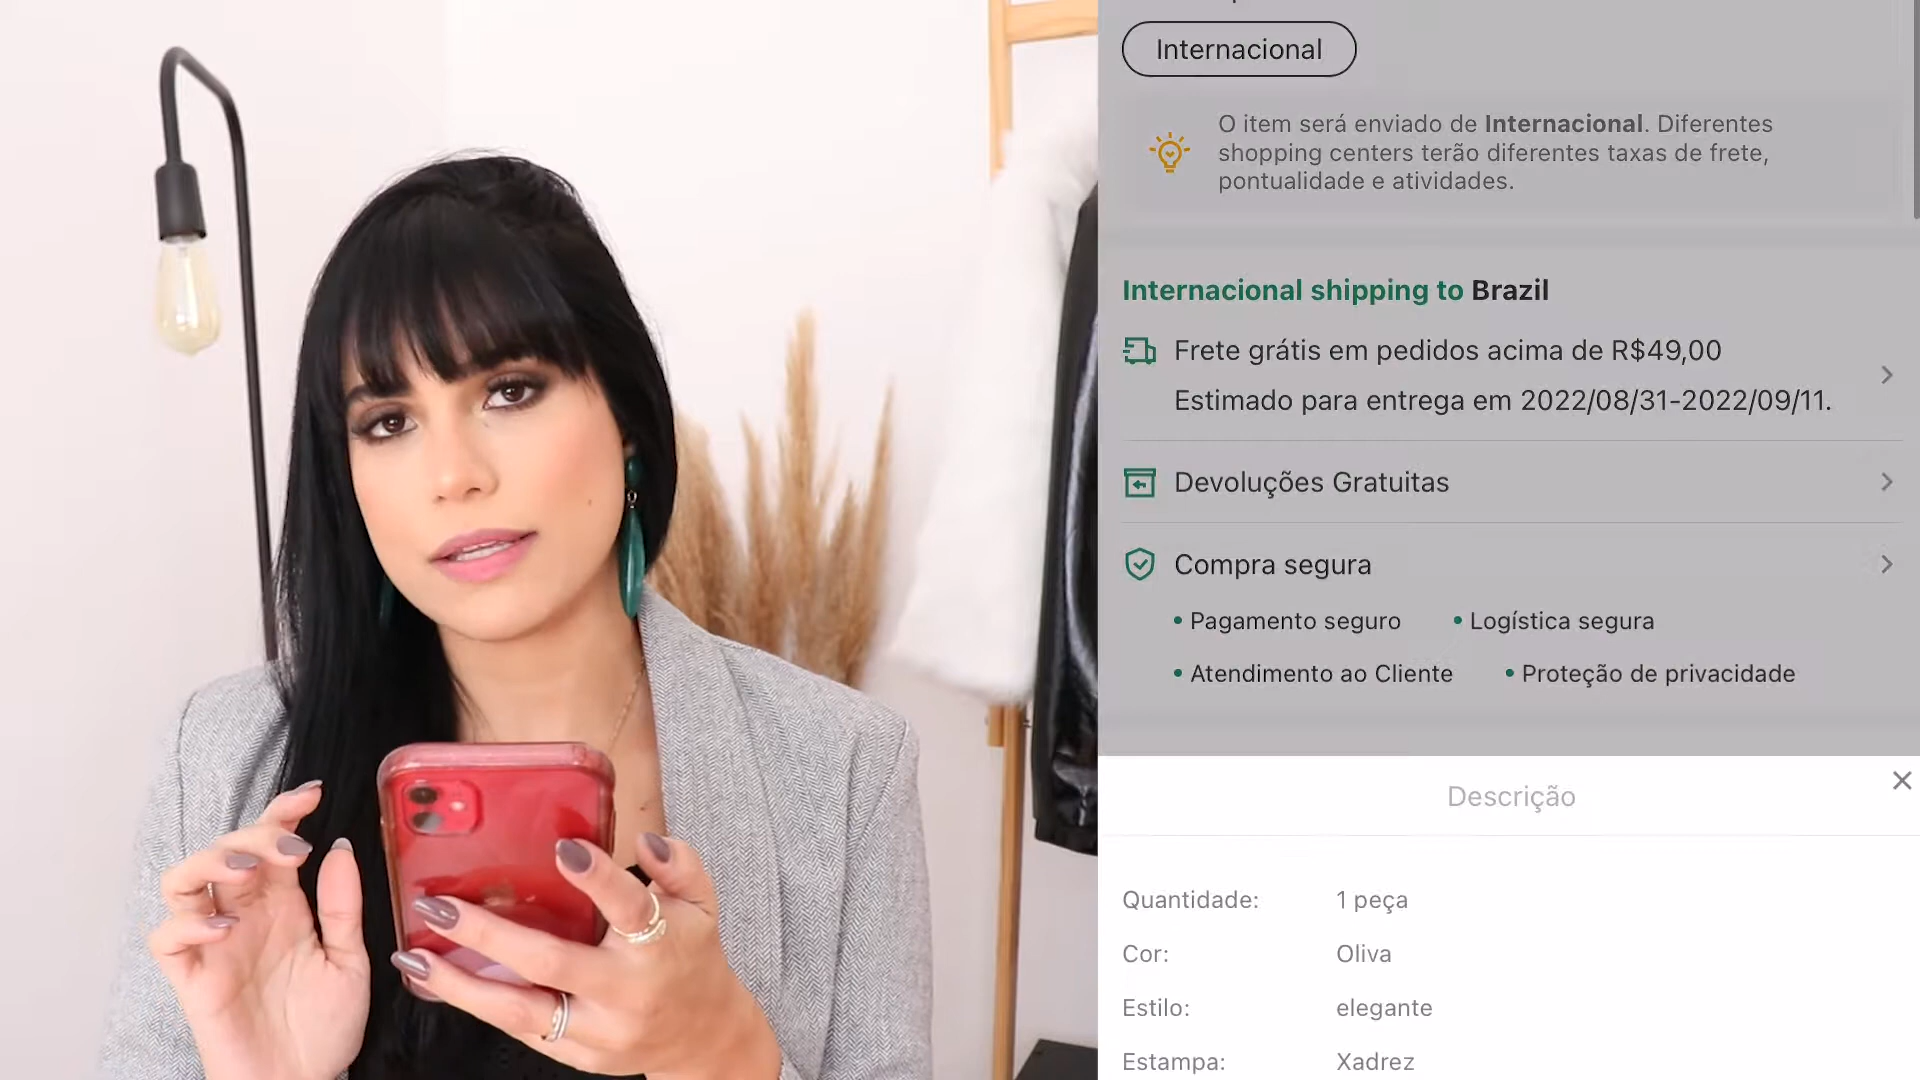 Internacional
O item será enviado de Internacional. Diferentes
shopping centers terão diferentes taxas de frete,
pontualidade e atividades.
Internacional shipping to Brazil
Frete grátis em pedidos acima de R$49,00
Estimado para entrega em 2022/08/31-2022/09/11.
Devoluções Gratuitas
Compra segura
• Pagamento seguro • Logística segura
• Atendimento ao Cliente • Proteção de privacidade
Descrição
Quantidade: 1 peça
Cor: Oliva
Estilo: elegante
Estampa: Xadrez